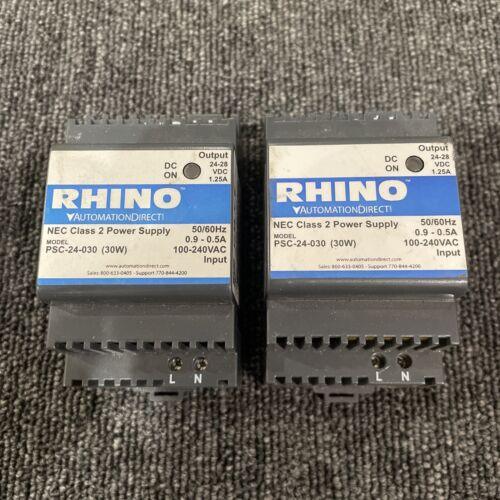 Output
DC 24-28
ON VDC
1.25A
RHINO™
AUTOMATIONDIRECT!
NEC Class 2 Power Supply 50/60Hz
MODEL 0.9 - 0.5A
PSC-24-030 (30W) 100-240VAC
www.automationdirect.com Input
Sales 800-633-0405 - Support 770-844-4200
L N
Output
DC 24-28
ON VDC
1.25A
RHINO™
AUTOMATIONDIRECT!
NEC Class 2 Power Supply 50/60Hz
MODEL 0.9 - 0.5A
PSC-24-030 (30W) 100-240VAC
www.automationdirect.com Input
Sales 800-633-0405 - Support 770-844-4200
L N